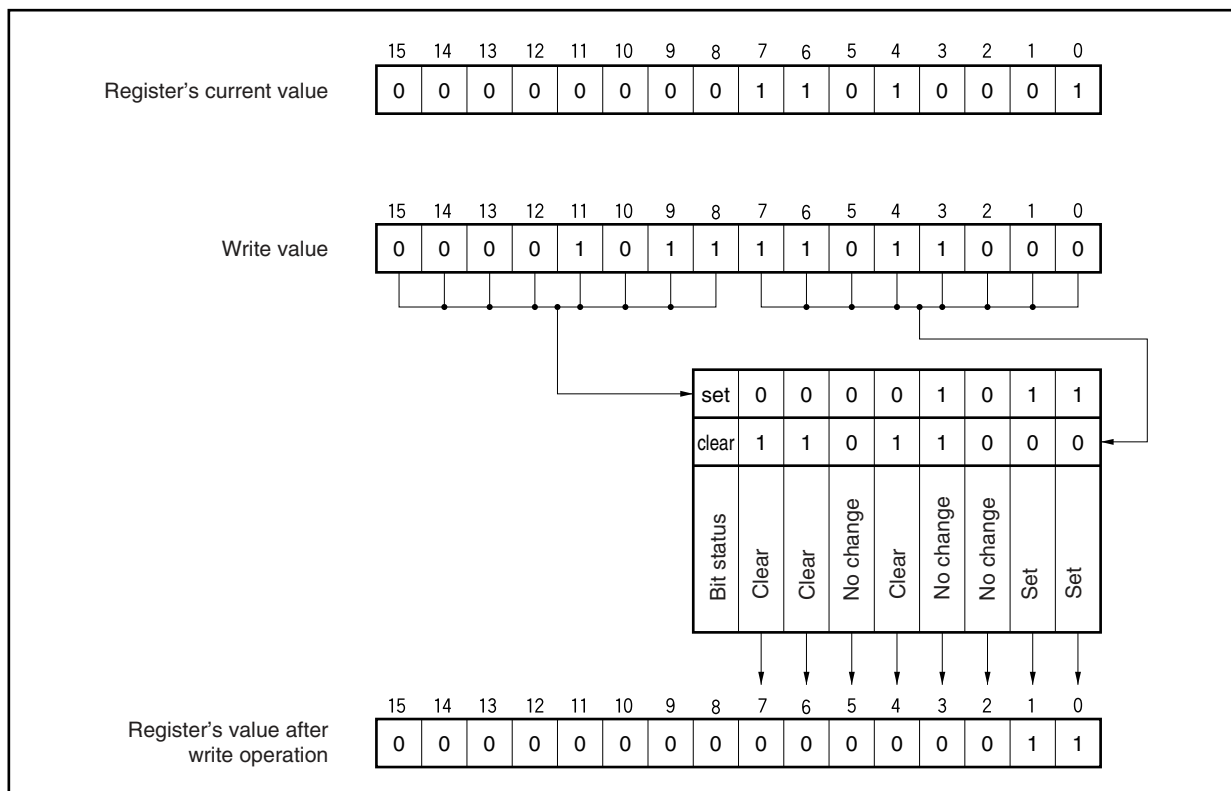 15 14 13 12 11 10 9 8 7 6 5 4 3 2 1 0
Register's current value 0 0 0 0 0 0 0 0 1 1 0 1 0 0 0 1
15 14 13 12 11 10 9 8 7 6 5 4 3 2 1 0
Write value 0 0 0 0 1 0 1 1 1 1 0 1 1 0 0 0
set 0 0 0 0 1 0 1 1
clear 1 1 0 1 1 0 0 0
Bit status Clear Clear No change Clear No change No change Set Set
15 14 13 12 11 10 9 8 7 6 5 4 3 2 1 0
Register's value after
write operation 0 0 0 0 0 0 0 0 0 0 0 0 0 0 1 1